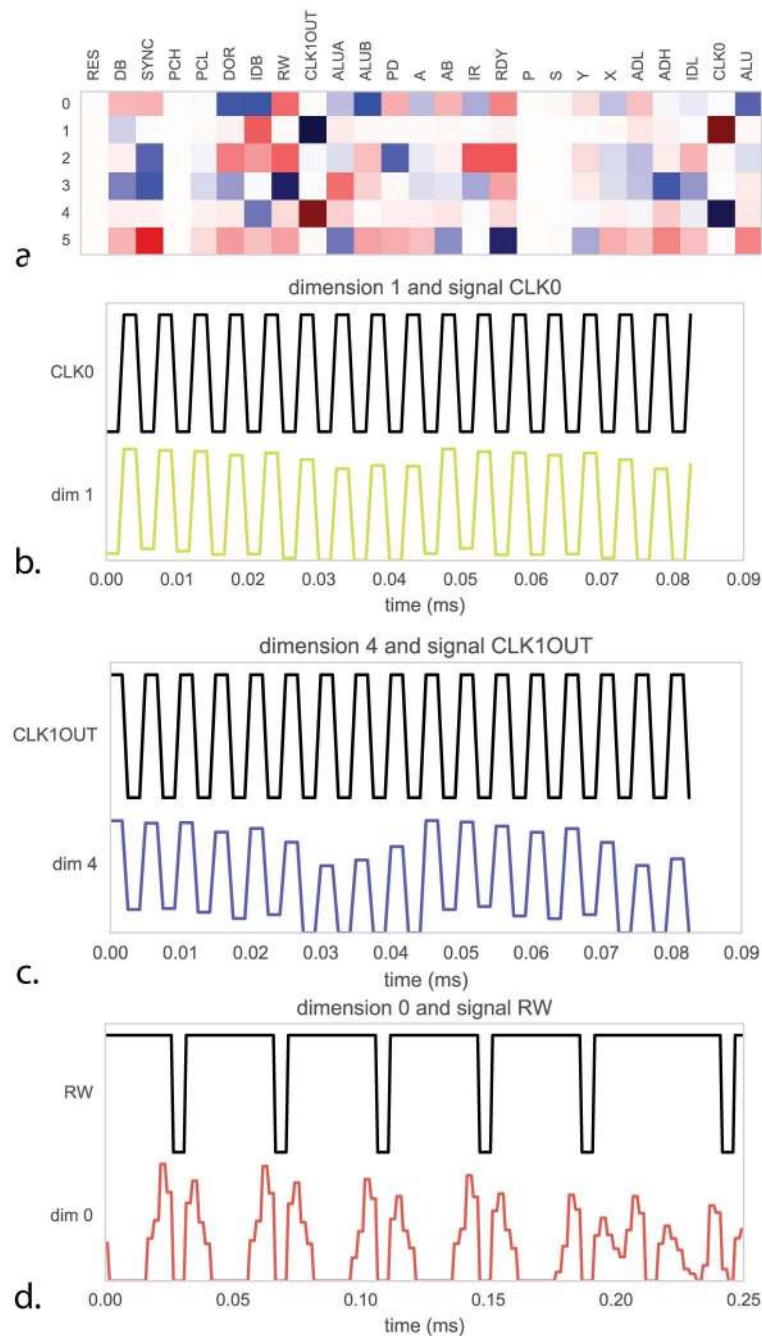 RES DB SYNC PCH PCL DOR IDB RW CLK1OUT ALUA ALUB PD A AB IR RDY P S Y X ADL ADH IDL CLK0 ALU
0
1
2
3
4
5
a
dimension 1 and signal CLK0
CLK0
dim 1
b.
0.00 0.01 0.02 0.03 0.04 0.05 0.06 0.07 0.08 0.09
time (ms)
dimension 4 and signal CLK1OUT
CLK1OUT
dim 4
0.00 0.01 0.02 0.03 0.04 0.05 0.06 0.07 0.08 0.09
c.
time (ms)
dimension 0 and signal RW
RW
dim 0
d.
0.00 0.05 0.10 0.15 0.20 0.25
time (ms)